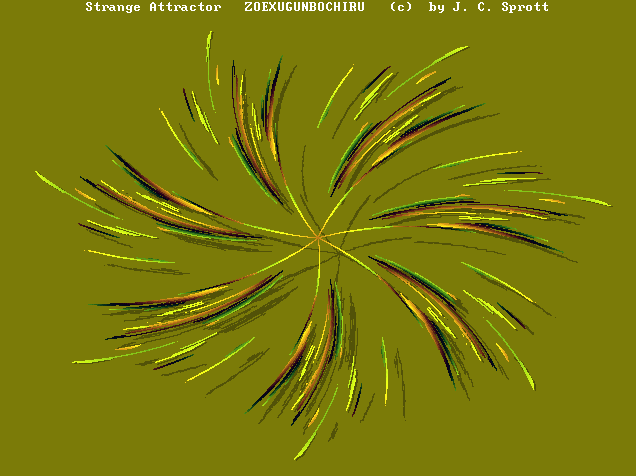 Strange Attractor ZOEXUGUNBOCHIRU (c) by J. C. Sprott